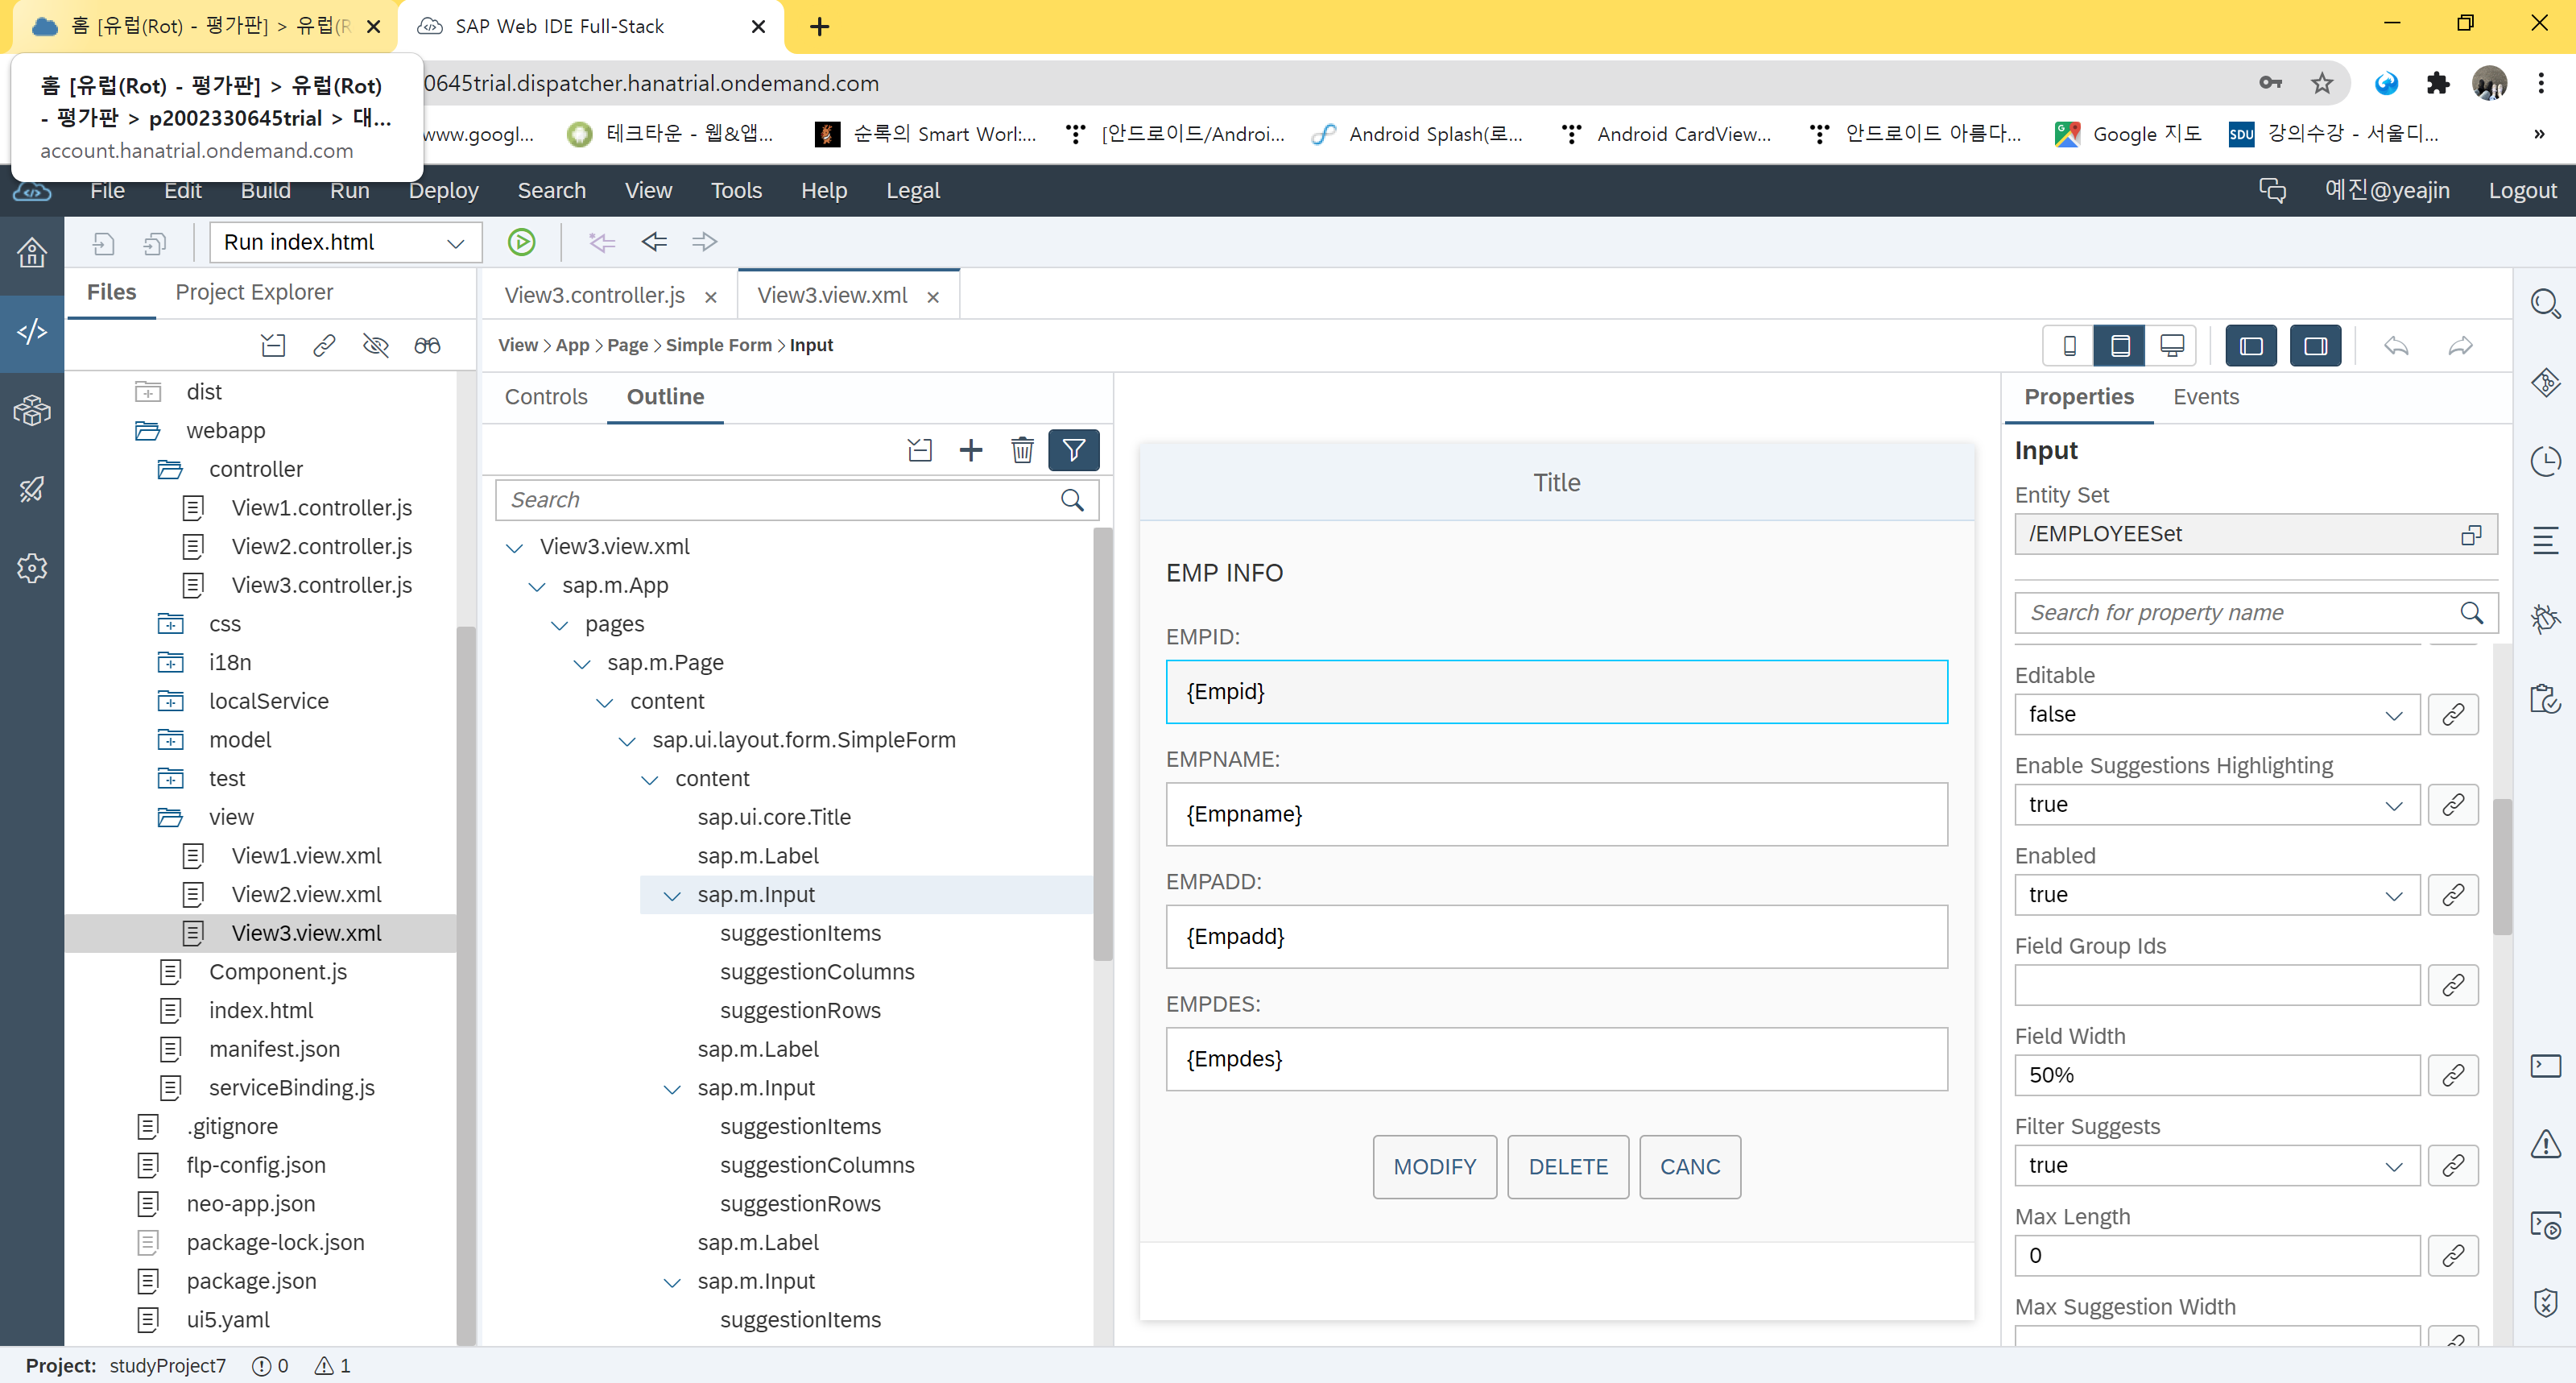 홈 [유럽(Rot) - 평가판] > 유럽(R
SAP Web IDE Full-Stack
홈 [유럽(Rot) - 평가판] > 유럽(Rot)
- 평가판 > p2002330645trial > 대...
account.hanatrial.ondemand.com
0645trial.dispatcher.hanatrial.ondemand.com
www.googl...
테크타운 - 웹&앱...
순록의 Smart Worl:...
[안드로이드/Androi...
Android Splash(로...
Android CardView...
안드로이드 아름다...
Google 지도
SDU
강의수강 - 서울디...
File
Edit
Build
Run
Deploy
Search
View
Tools
Help
Legal
예진@yeajin
Logout
Run index.html
Files
Project Explorer
View3.controller.js
View3.view.xml
View > App > Page > Simple Form > Input
dist
webapp
controller
View1.controller.js
View2.controller.js
View3.controller.js
css
i18n
localService
model
test
view
View1.view.xml
View2.view.xml
View3.view.xml
Component.js
index.html
manifest.json
serviceBinding.js
.gitignore
flp-config.json
neo-app.json
package-lock.json
package.json
ui5.yaml
Controls
Outline
Search
View3.view.xml
sap.m.App
pages
sap.m.Page
content
sap.ui.layout.form.SimpleForm
content
sap.ui.core.Title
sap.m.Label
sap.m.Input
suggestionItems
suggestionColumns
suggestionRows
sap.m.Label
sap.m.Input
suggestionItems
suggestionColumns
suggestionRows
sap.m.Label
sap.m.Input
suggestionItems
Title
EMP INFO
EMPID:
{Empid}
EMPNAME:
{Empname}
EMPADD:
{Empadd}
EMPDES:
{Empdes}
MODIFY
DELETE
CANC
Properties
Events
Input
Entity Set
/EMPLOYEESet
Search for property name
Editable
false
Enable Suggestions Highlighting
true
Enabled
true
Field Group Ids
Field Width
50%
Filter Suggests
true
Max Length
0
Max Suggestion Width
Project: studyProject7
0
1